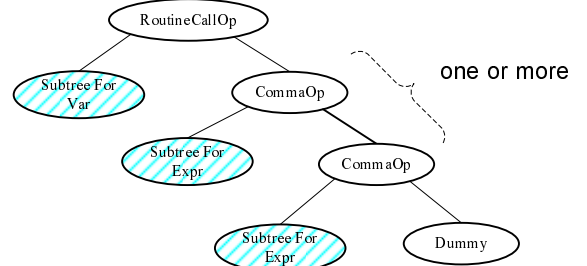 RoutineCallOp
one or more
Subtree For
Var
CommaOp
Subtree For
Expr
CommaOp
Subtree For
Expr
Dummy